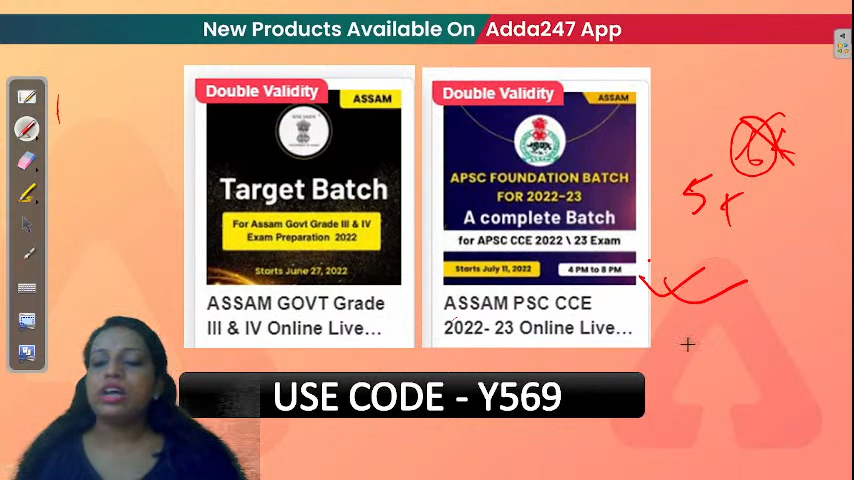 New Products Available On Adda247 App
Double Validity
ASSAM
Target Batch
For Assam Govt Grade III & IV
Exam Preparation 2022
Starts June 27, 2022
ASSAM GOVT Grade
III & IV Online Live...
Double Validity
ASSAM
APSC FOUNDATION BATCH
FOR 2022-23
A complete Batch
for APSC CCE 2022 \ 23 Exam
Starts July 11, 2022
4 PM to 8 PM
ASSAM PSC CCE
2022- 23 Online Live...
USE CODE - Y569